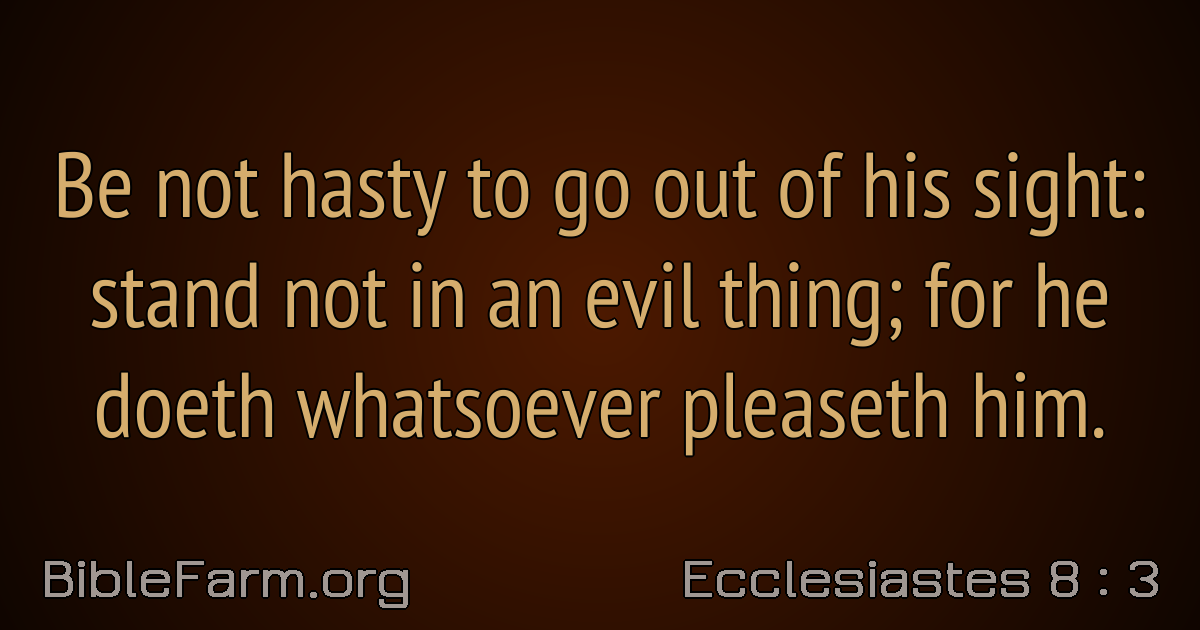 Be not hasty to go out of his sight:
stand not in an evil thing; for he
doeth whatsoever pleaseth him.
BibleFarm.org
Ecclesiastes 8 : 3